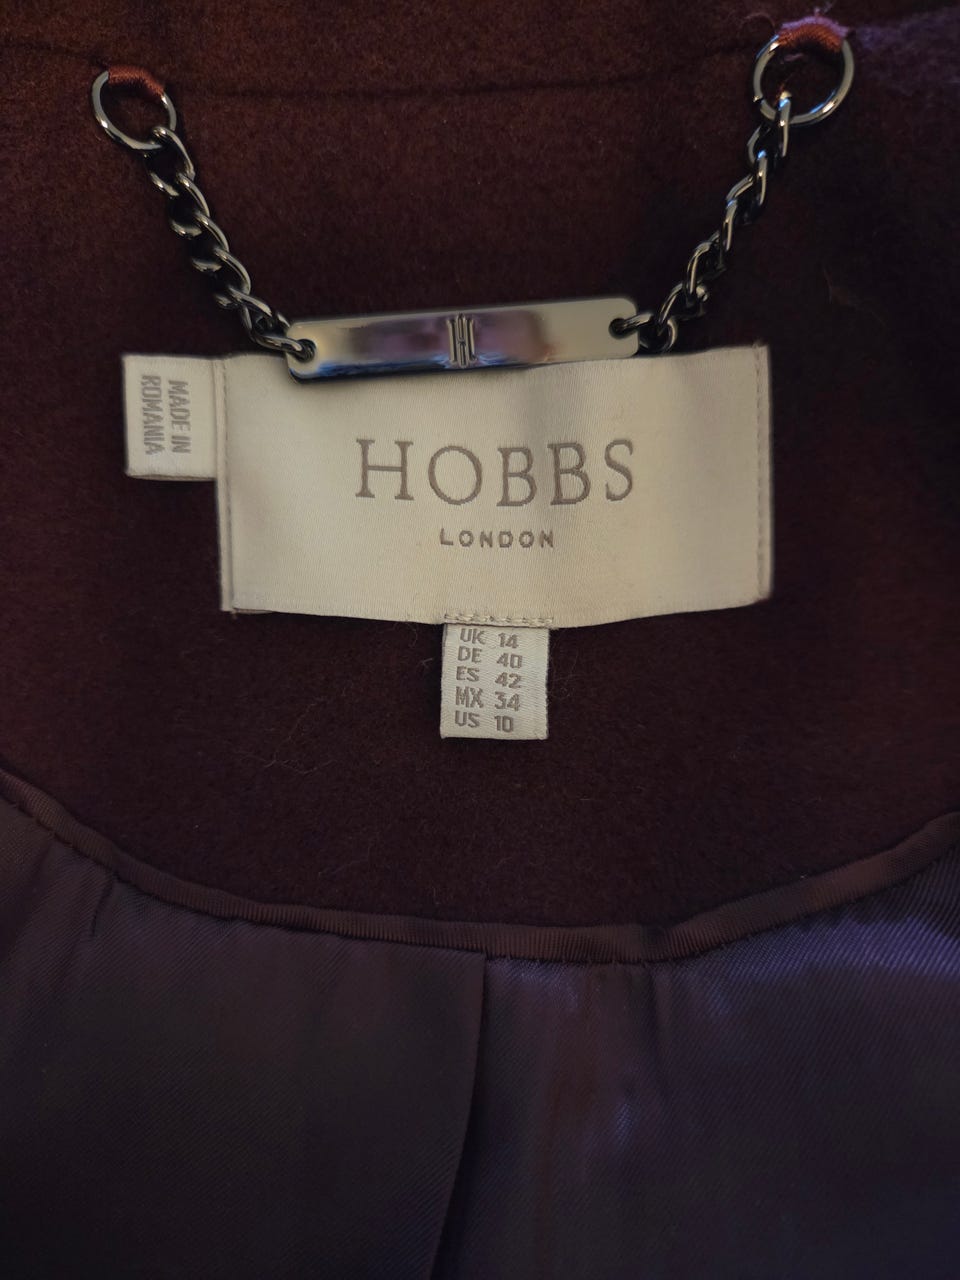 MADE IN
ROMANIA
HOBBS
LONDON
UK 14
DE 40
ES 42
MX 34
US 10